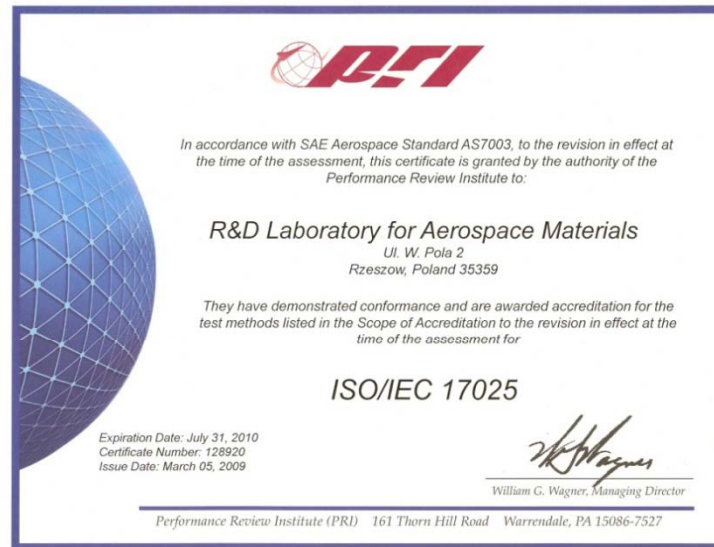 PRI
In accordance with SAE Aerospace Standard AS7003, to the revision in effect at
the time of the assessment, this certificate is granted by the authority of the
Performance Review Institute to:
R&D Laboratory for Aerospace Materials
Ul. W. Pola 2
Rzeszow, Poland 35359
They have demonstrated conformance and are awarded accreditation for the
test methods listed in the Scope of Accreditation to the revision in effect at the
time of the assessment for
ISO/IEC 17025
Expiration Date: July 31, 2010
Certificate Number: 128920
Issue Date: March 05, 2009
William G. Wagner, Managing Director
Performance Review Institute (PRI) 161 Thorn Hill Road Warrendale, PA 15086-7527